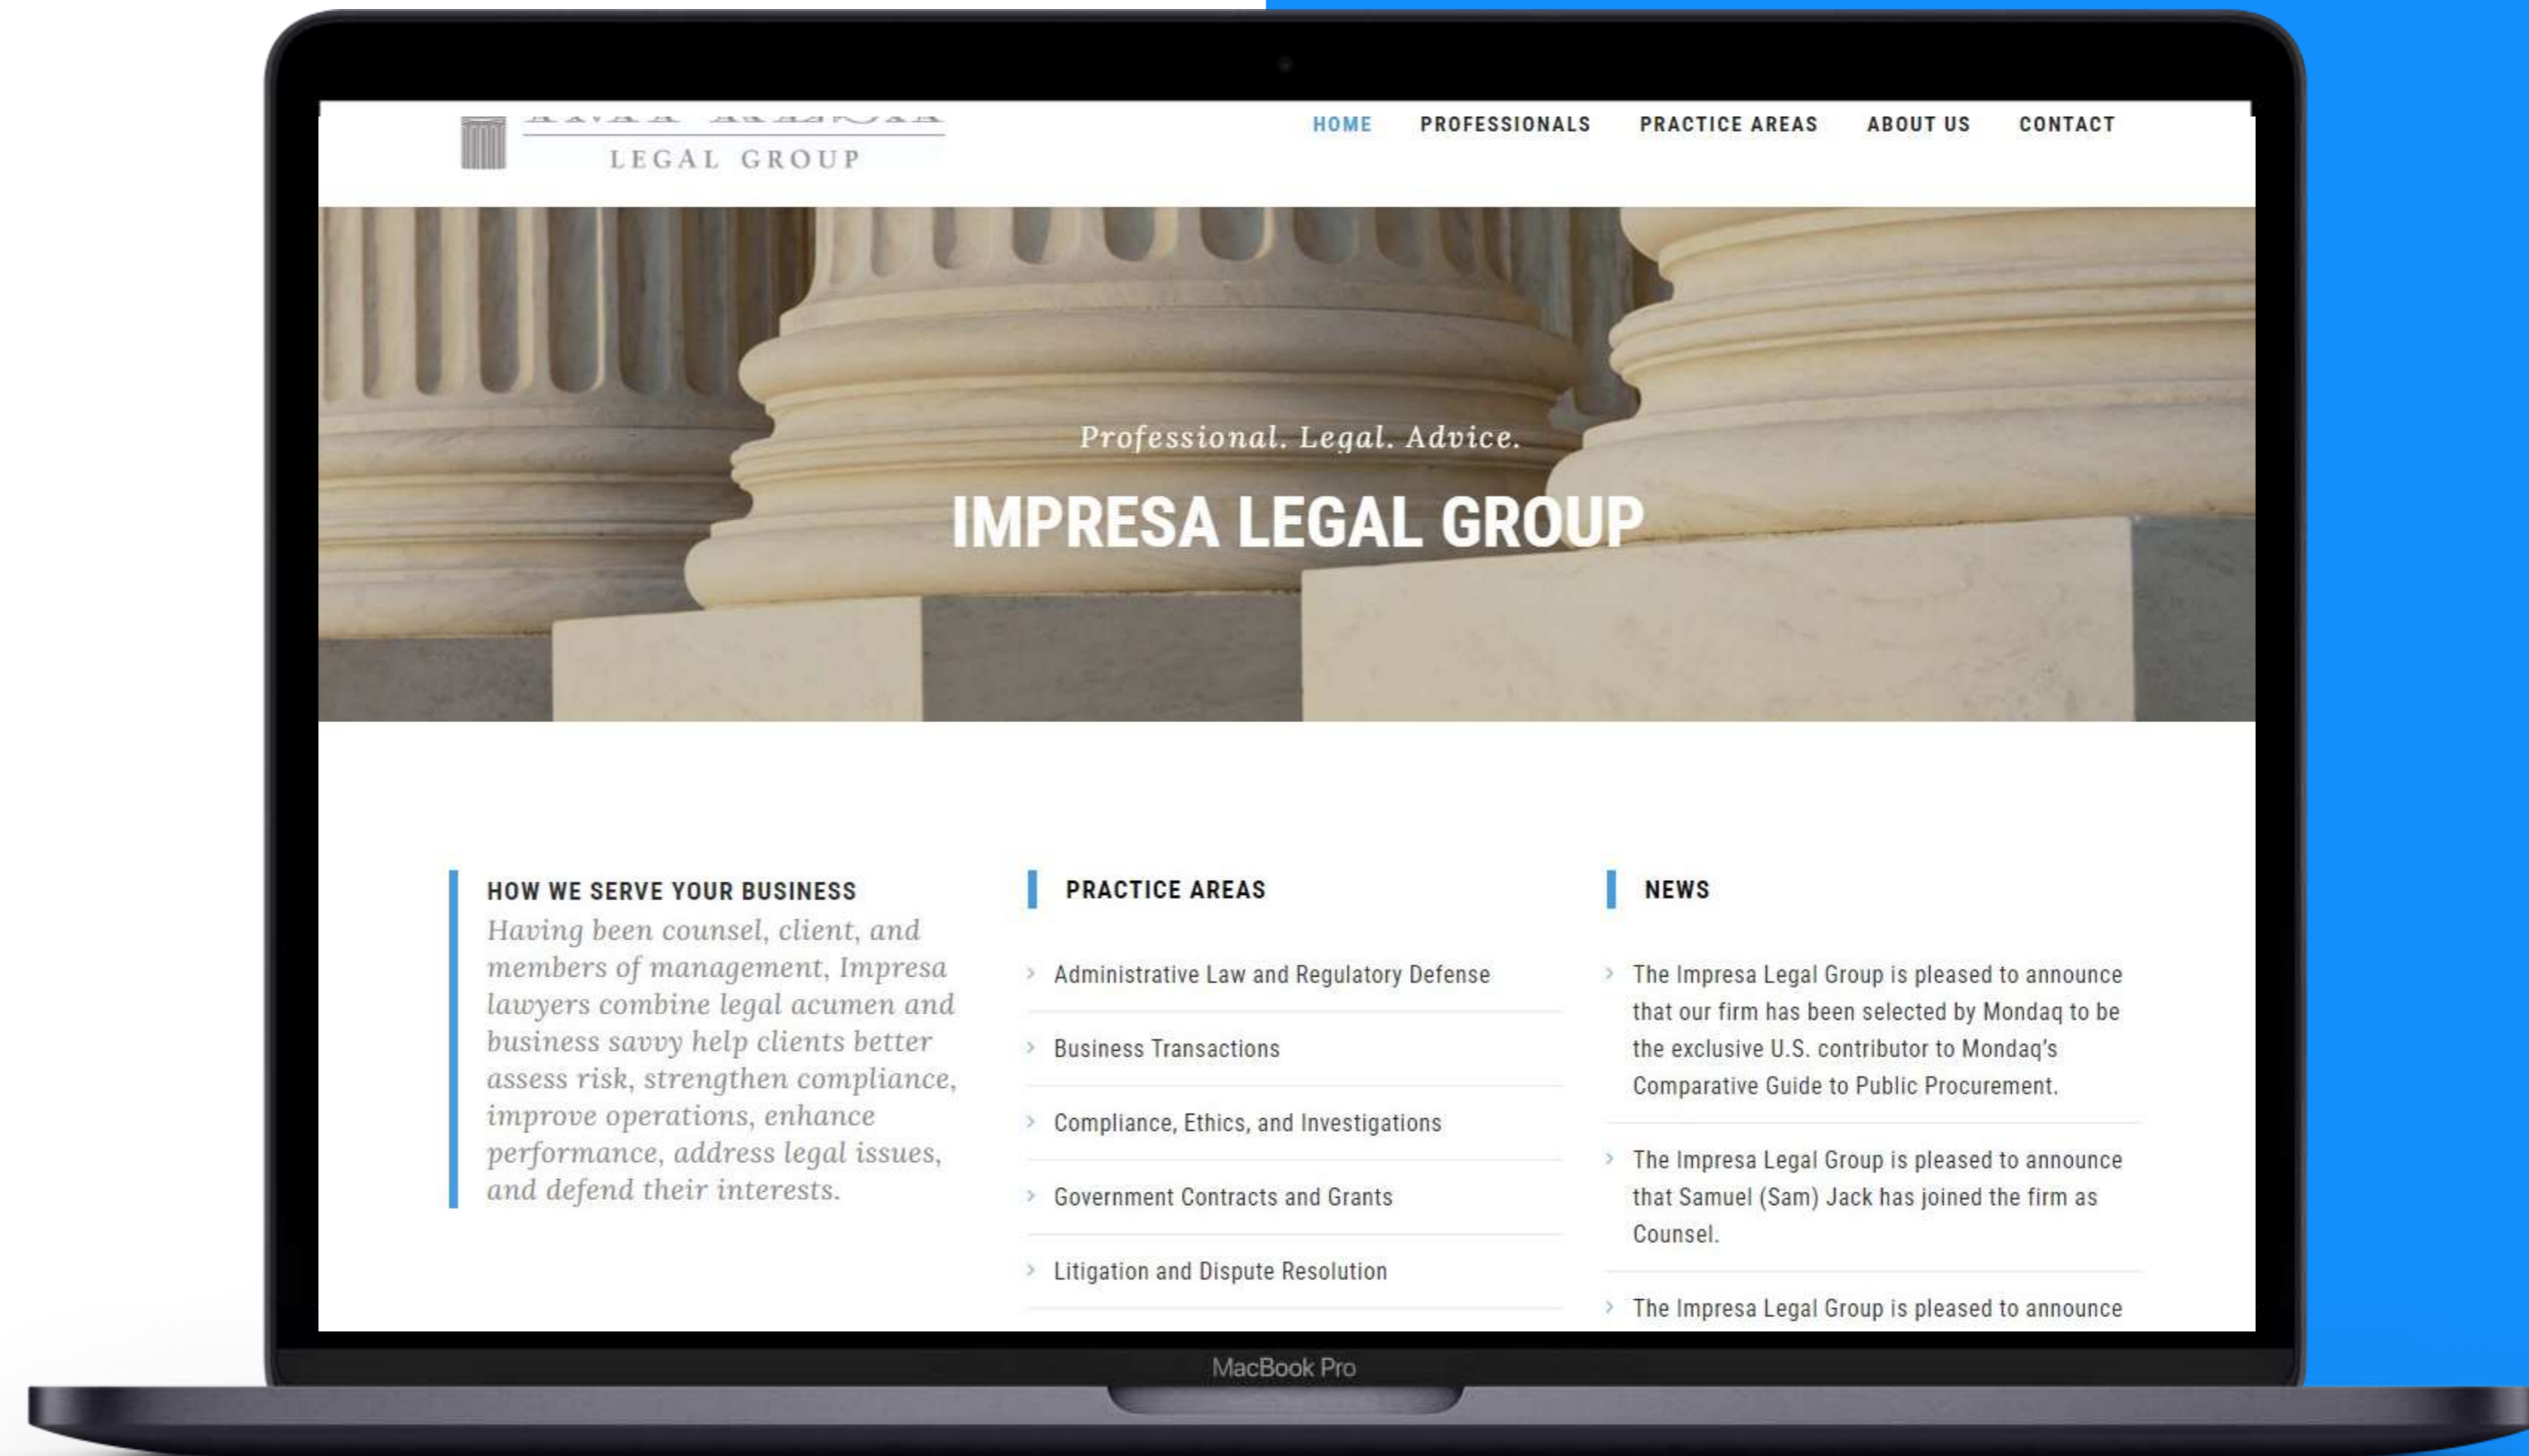 LEGAL GROUP
HOME PROFESSIONALS PRACTICE AREAS ABOUT US CONTACT
Professional. Legal. Advice.
IMPRESA LEGAL GROUP
HOW WE SERVE YOUR BUSINESS
Having been counsel, client, and
members of management, Impresa
lawyers combine legal acumen and
business savvy help clients better
assess risk, strengthen compliance,
improve operations, enhance
performance, address legal issues,
and defend their interests.
PRACTICE AREAS
Administrative Law and Regulatory Defense
Business Transactions
Compliance, Ethics, and Investigations
Government Contracts and Grants
Litigation and Dispute Resolution
NEWS
The Impresa Legal Group is pleased to announce
that our firm has been selected by Mondaq to be
the exclusive U.S. contributor to Mondaq's
Comparative Guide to Public Procurement.
The Impresa Legal Group is pleased to announce
that Samuel (Sam) Jack has joined the firm as
Counsel.
The Impresa Legal Group is pleased to announce
MacBook Pro